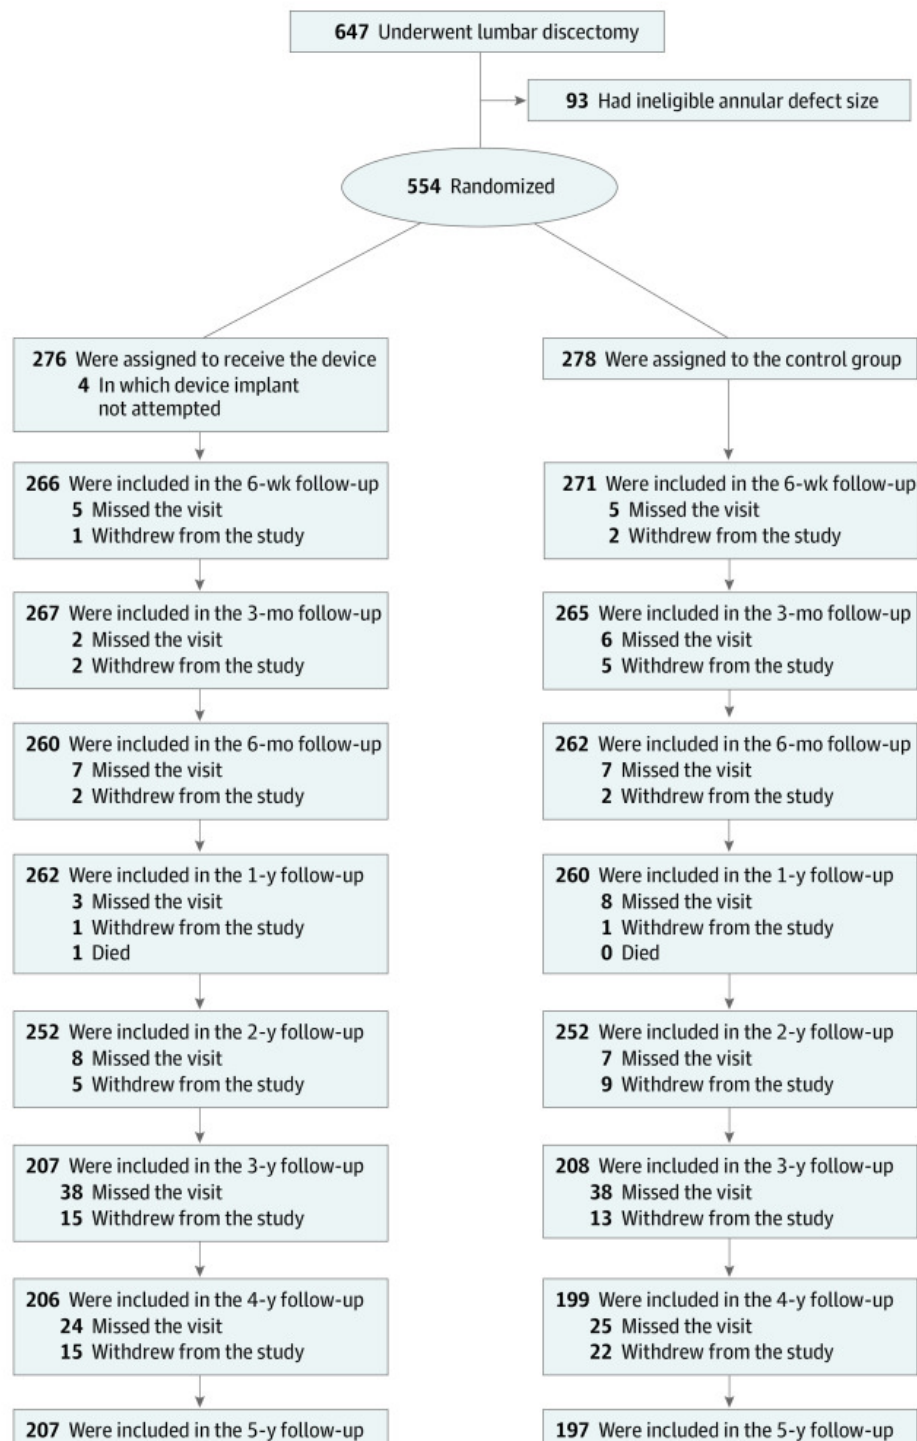 647 Underwent lumbar discectomy
93 Had ineligible annular defect size
554 Randomized
276 Were assigned to receive the device
4 In which device implant
not attempted
278 Were assigned to the control group
266 Were included in the 6-wk follow-up
5 Missed the visit
1 Withdrew from the study
271 Were included in the 6-wk follow-up
5 Missed the visit
2 Withdrew from the study
267 Were included in the 3-mo follow-up
2 Missed the visit
2 Withdrew from the study
265 Were included in the 3-mo follow-up
6 Missed the visit
5 Withdrew from the study
260 Were included in the 6-mo follow-up
7 Missed the visit
2 Withdrew from the study
262 Were included in the 6-mo follow-up
7 Missed the visit
2 Withdrew from the study
262 Were included in the 1-y follow-up
3 Missed the visit
1 Withdrew from the study
1 Died
260 Were included in the 1-y follow-up
8 Missed the visit
1 Withdrew from the study
0 Died
252 Were included in the 2-y follow-up
8 Missed the visit
5 Withdrew from the study
252 Were included in the 2-y follow-up
7 Missed the visit
9 Withdrew from the study
207 Were included in the 3-y follow-up
38 Missed the visit
15 Withdrew from the study
208 Were included in the 3-y follow-up
38 Missed the visit
13 Withdrew from the study
206 Were included in the 4-y follow-up
24 Missed the visit
15 Withdrew from the study
199 Were included in the 4-y follow-up
25 Missed the visit
22 Withdrew from the study
207 Were included in the 5-y follow-up
197 Were included in the 5-y follow-up